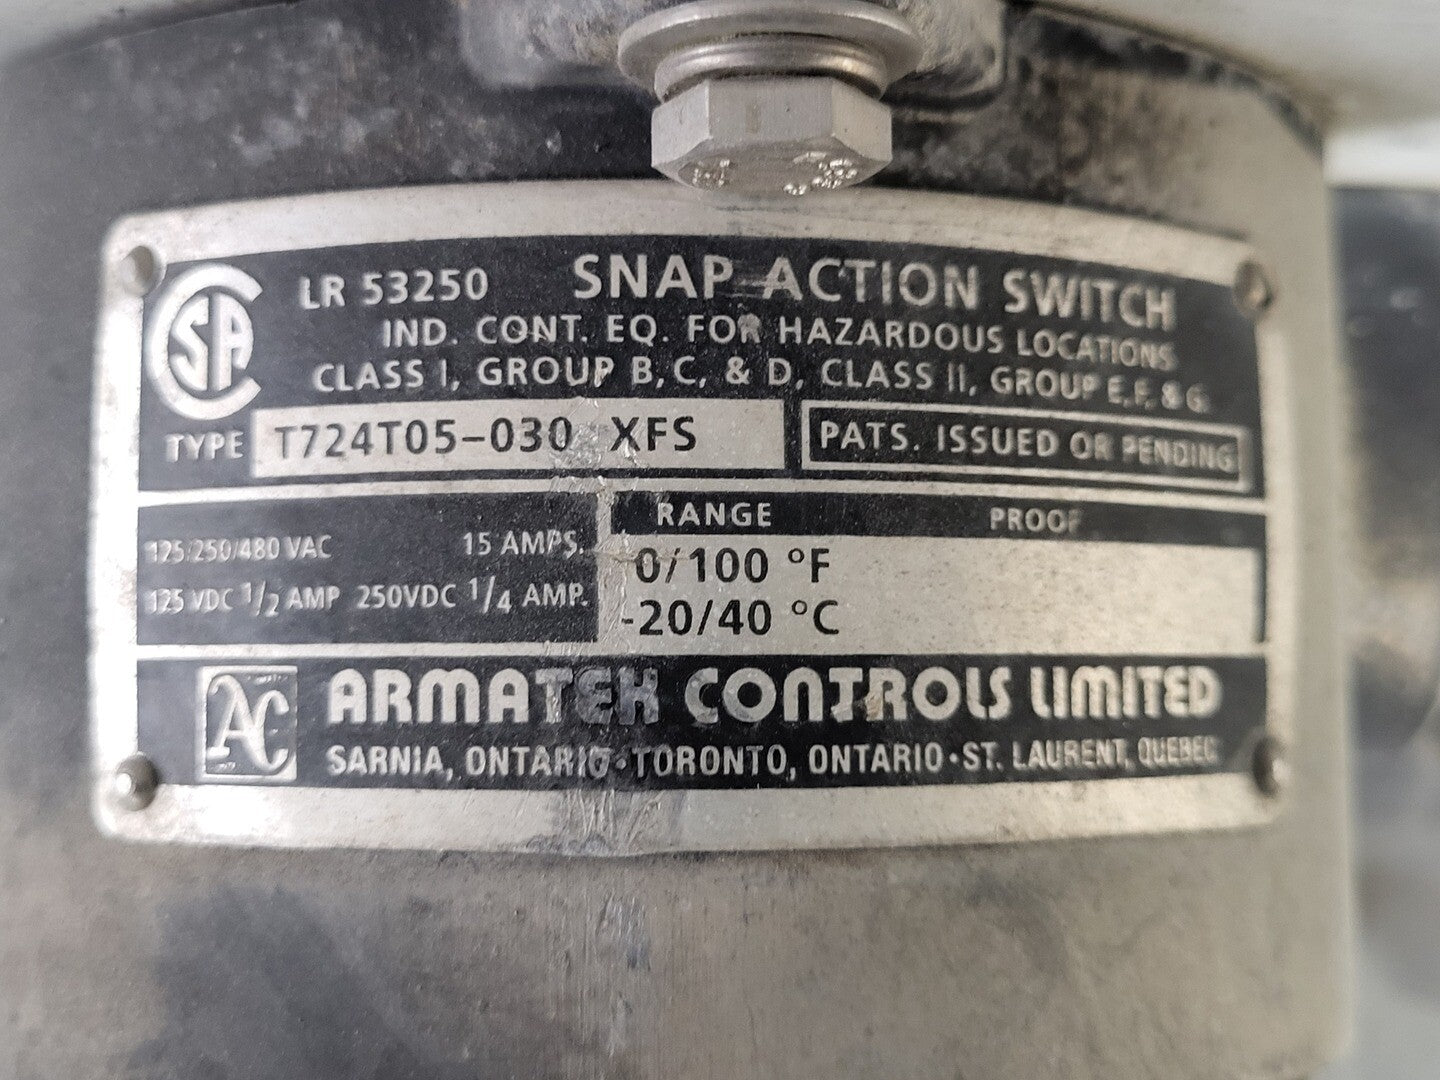 CSA LR 53250 SNAP ACTION SWITCH
IND. CONT. EQ. FOR HAZARDOUS LOCATIONS
CLASS I, GROUP B, C, & D, CLASS II, GROUP E, F, & G
TYPE T724T05-030 XFS PATS. ISSUED OR PENDING
RANGE PROOF
125/250/480 VAC 15 AMPS. 0/100 °F
125 VDC 1/2 AMP 250VDC 1/4 AMP. -20/40 °C
AC ARMATEK CONTROLS LIMITED
SARNIA, ONTARIO•TORONTO, ONTARIO•ST. LAURENT, QUEBEC